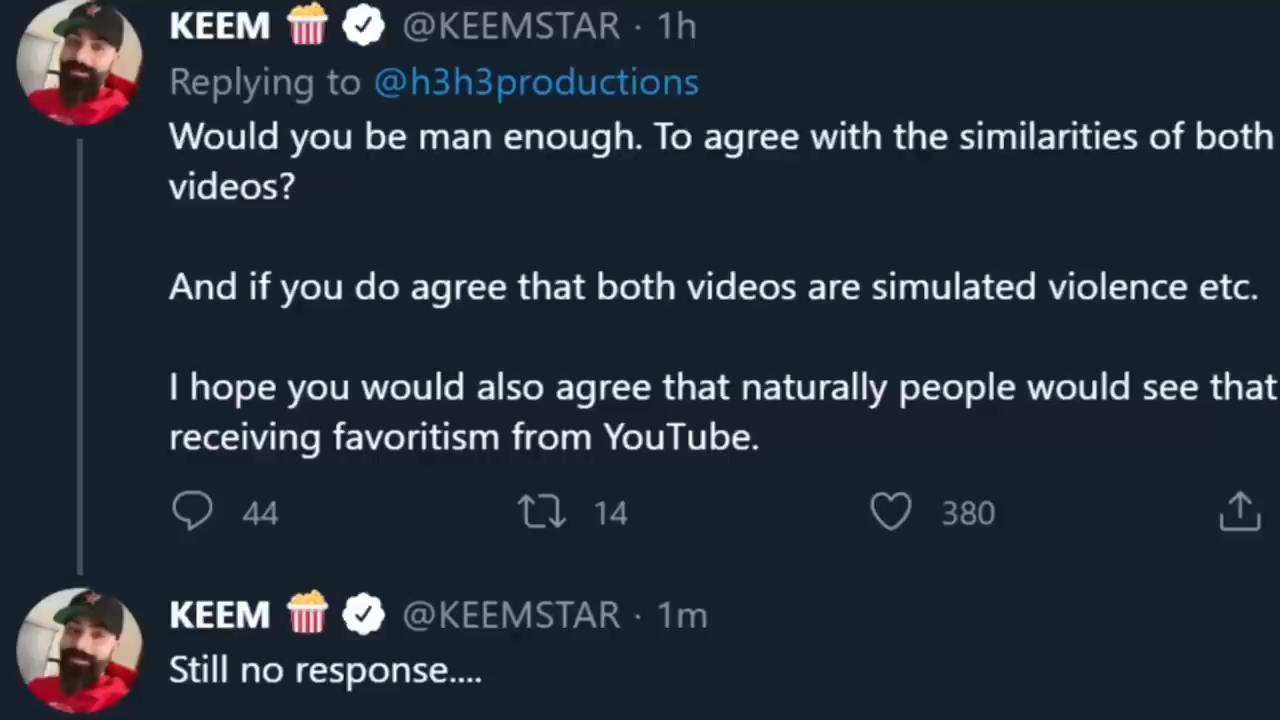 KEEM 🍿 @KEEMSTAR · 1h
Replying to @h3h3productions
Would you be man enough. To agree with the similarities of both
videos?
And if you do agree that both videos are simulated violence etc.
I hope you would also agree that naturally people would see that
receiving favoritism from YouTube.
44 14 380
KEEM 🍿 @KEEMSTAR · 1m
Still no response....